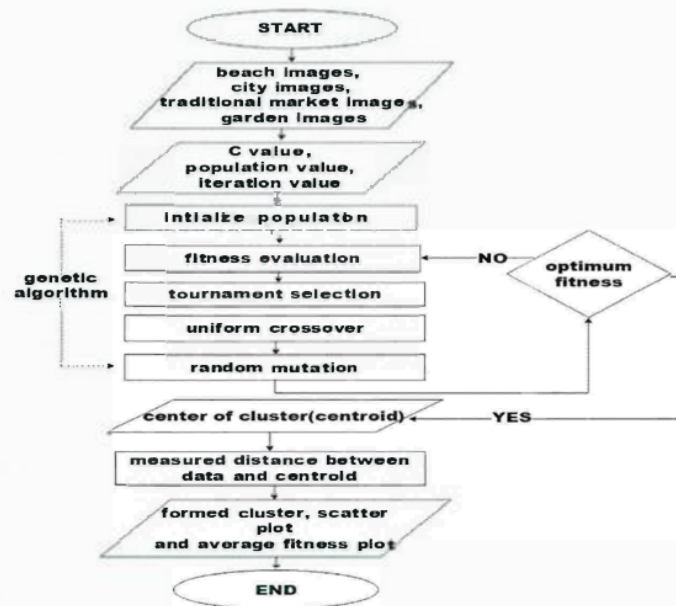 START
beach images,
city images,
traditional market images,
garden images
C value,
population value,
iteration value
intialize population
genetic
algorithm
fitness evaluation
NO
optimum
fitness
tournament selection
uniform crossover
random mutation
center of cluster(centroid)
YES
measured distance between
data and centroid
formed cluster, scatter
plot
and average fitness plot
END